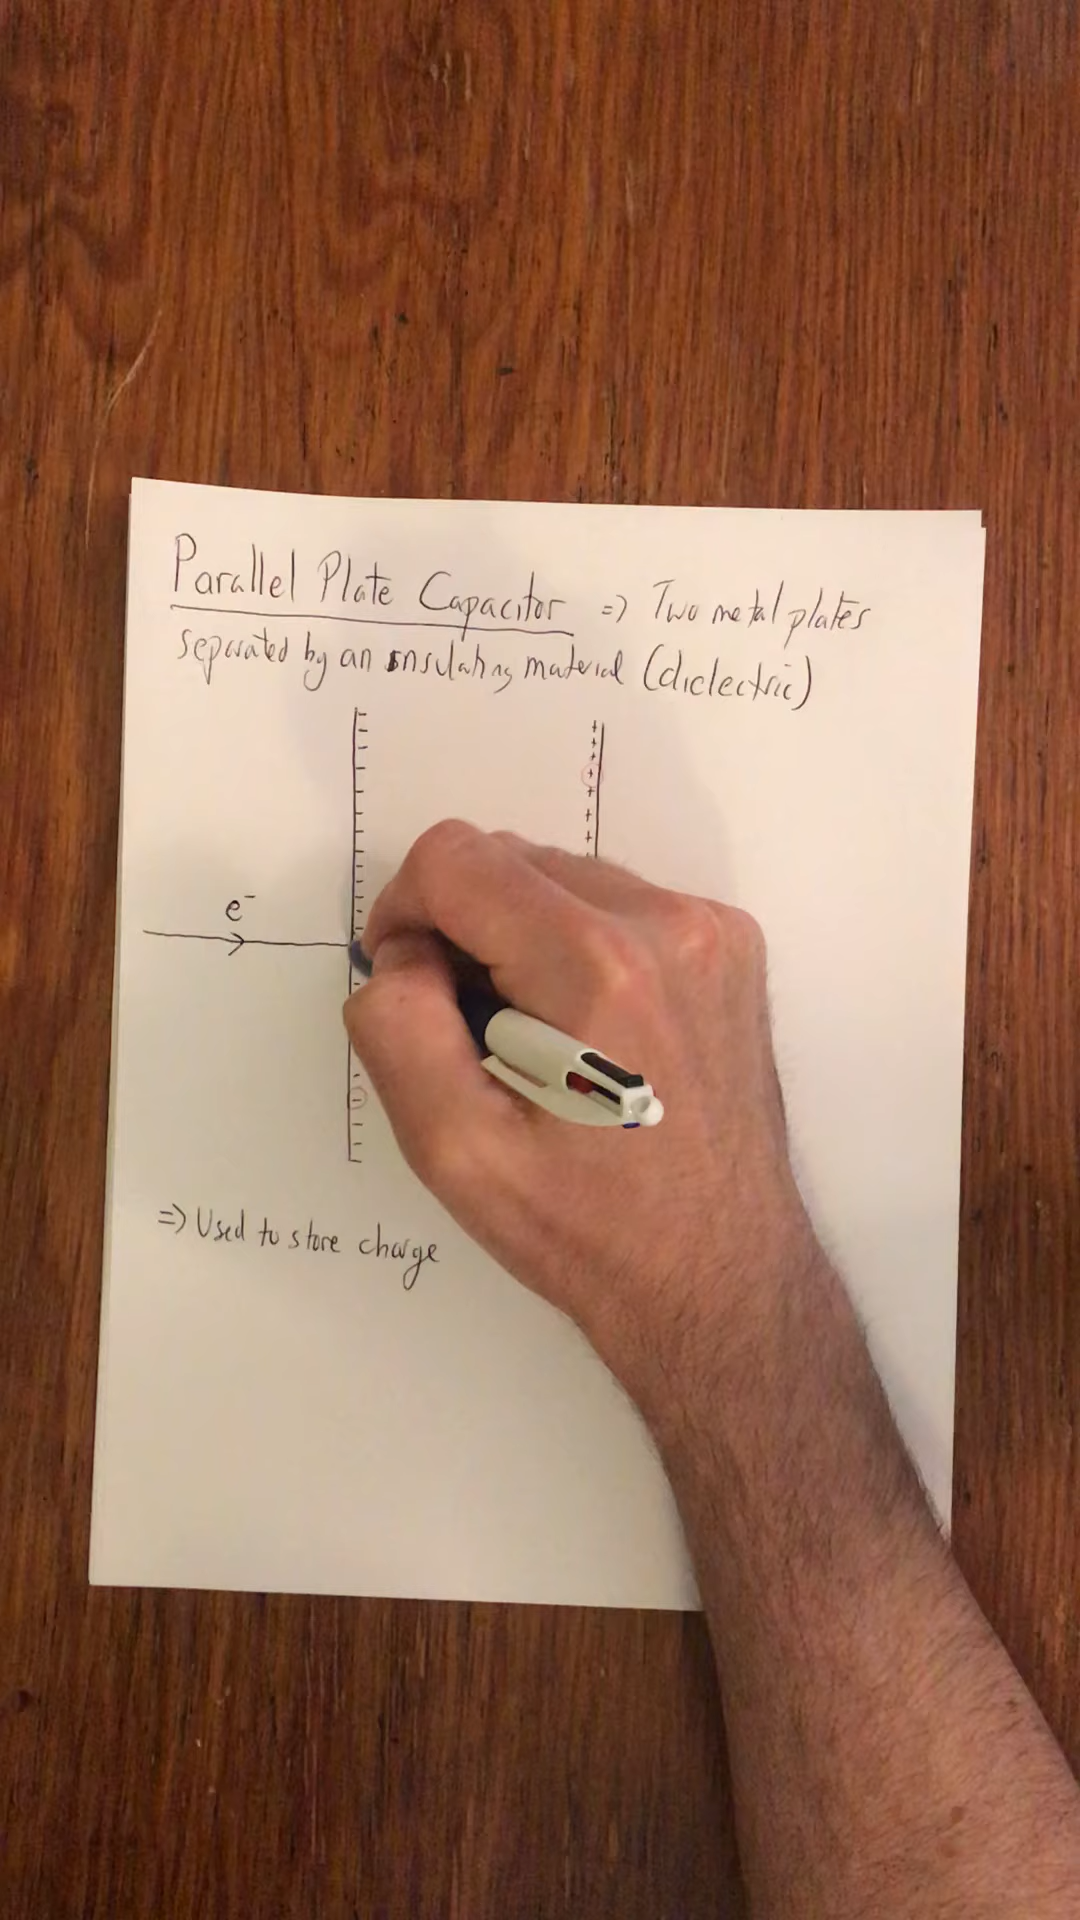 Parallel Plate Capacitor => Two metal plates
separated by an insulating material (dielectric)
e⁻
=> Used to store charge